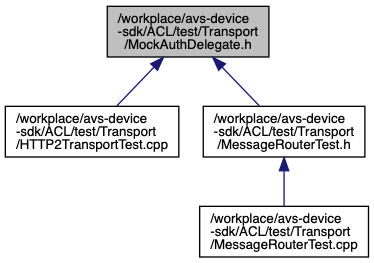 /workplace/avs-device
-sdk/ACL/test/Transport
/MockAuthDelegate.h
/workplace/avs-device
-sdk/ACL/test/Transport
/HTTP2TransportTest.cpp
/workplace/avs-device
-sdk/ACL/test/Transport
/MessageRouterTest.h
/workplace/avs-device
-sdk/ACL/test/Transport
/MessageRouterTest.cpp